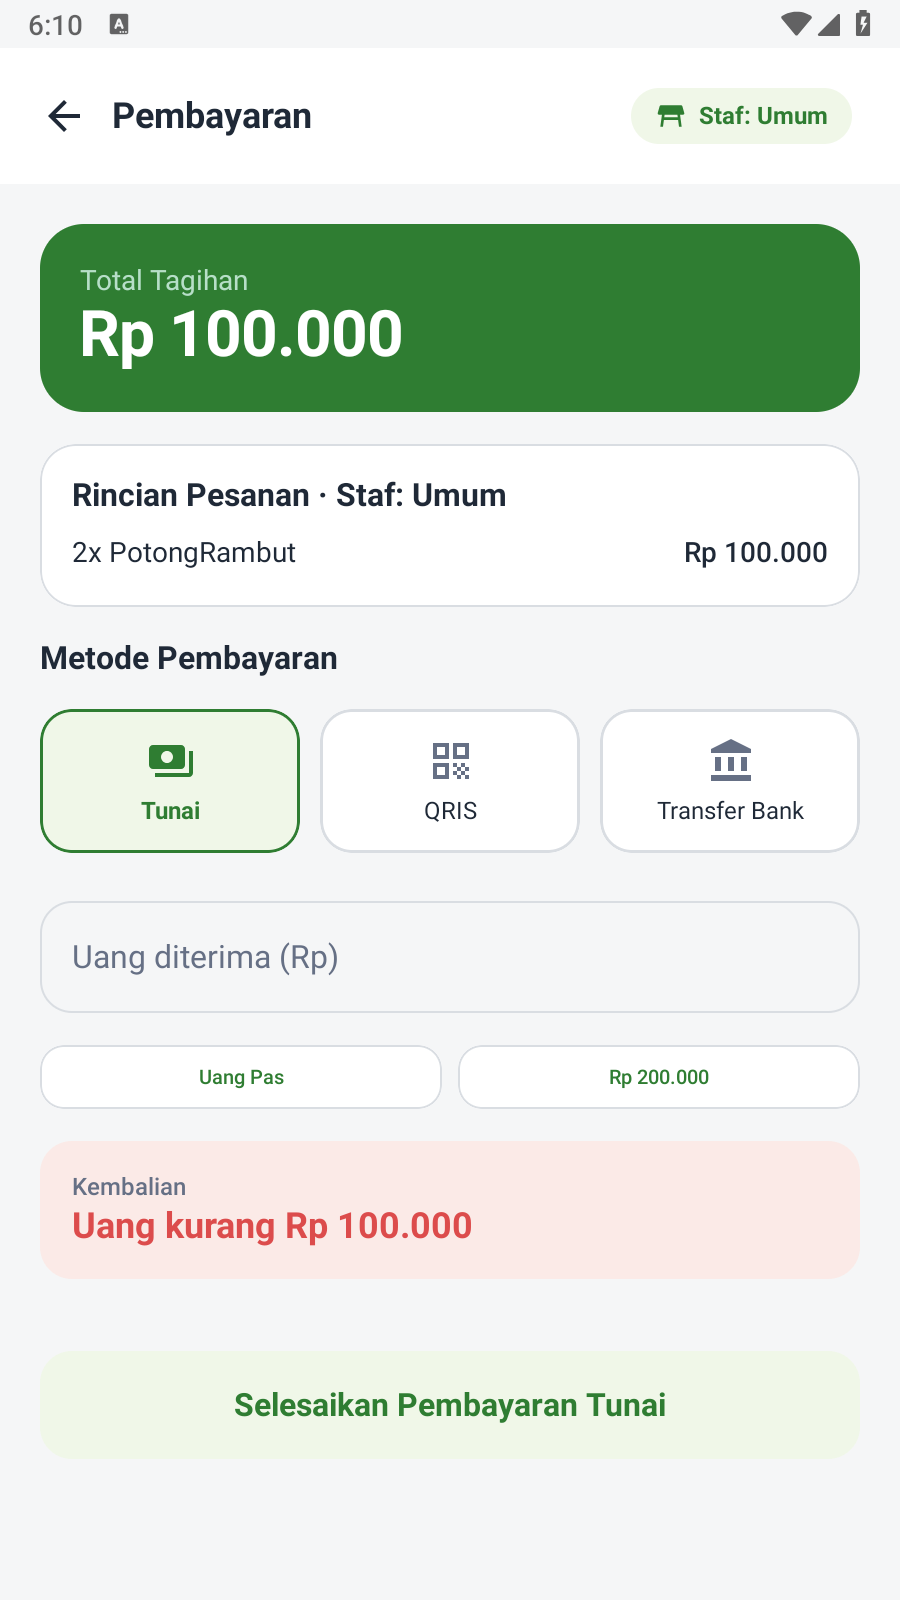 6:10
Pembayaran
Staf: Umum
Total Tagihan
Rp 100.000
Rincian Pesanan · Staf: Umum
2x PotongRambut Rp 100.000
Metode Pembayaran
Tunai
QRIS
Transfer Bank
Uang diterima (Rp)
Uang Pas
Rp 200.000
Kembalian
Uang kurang Rp 100.000
Selesaikan Pembayaran Tunai